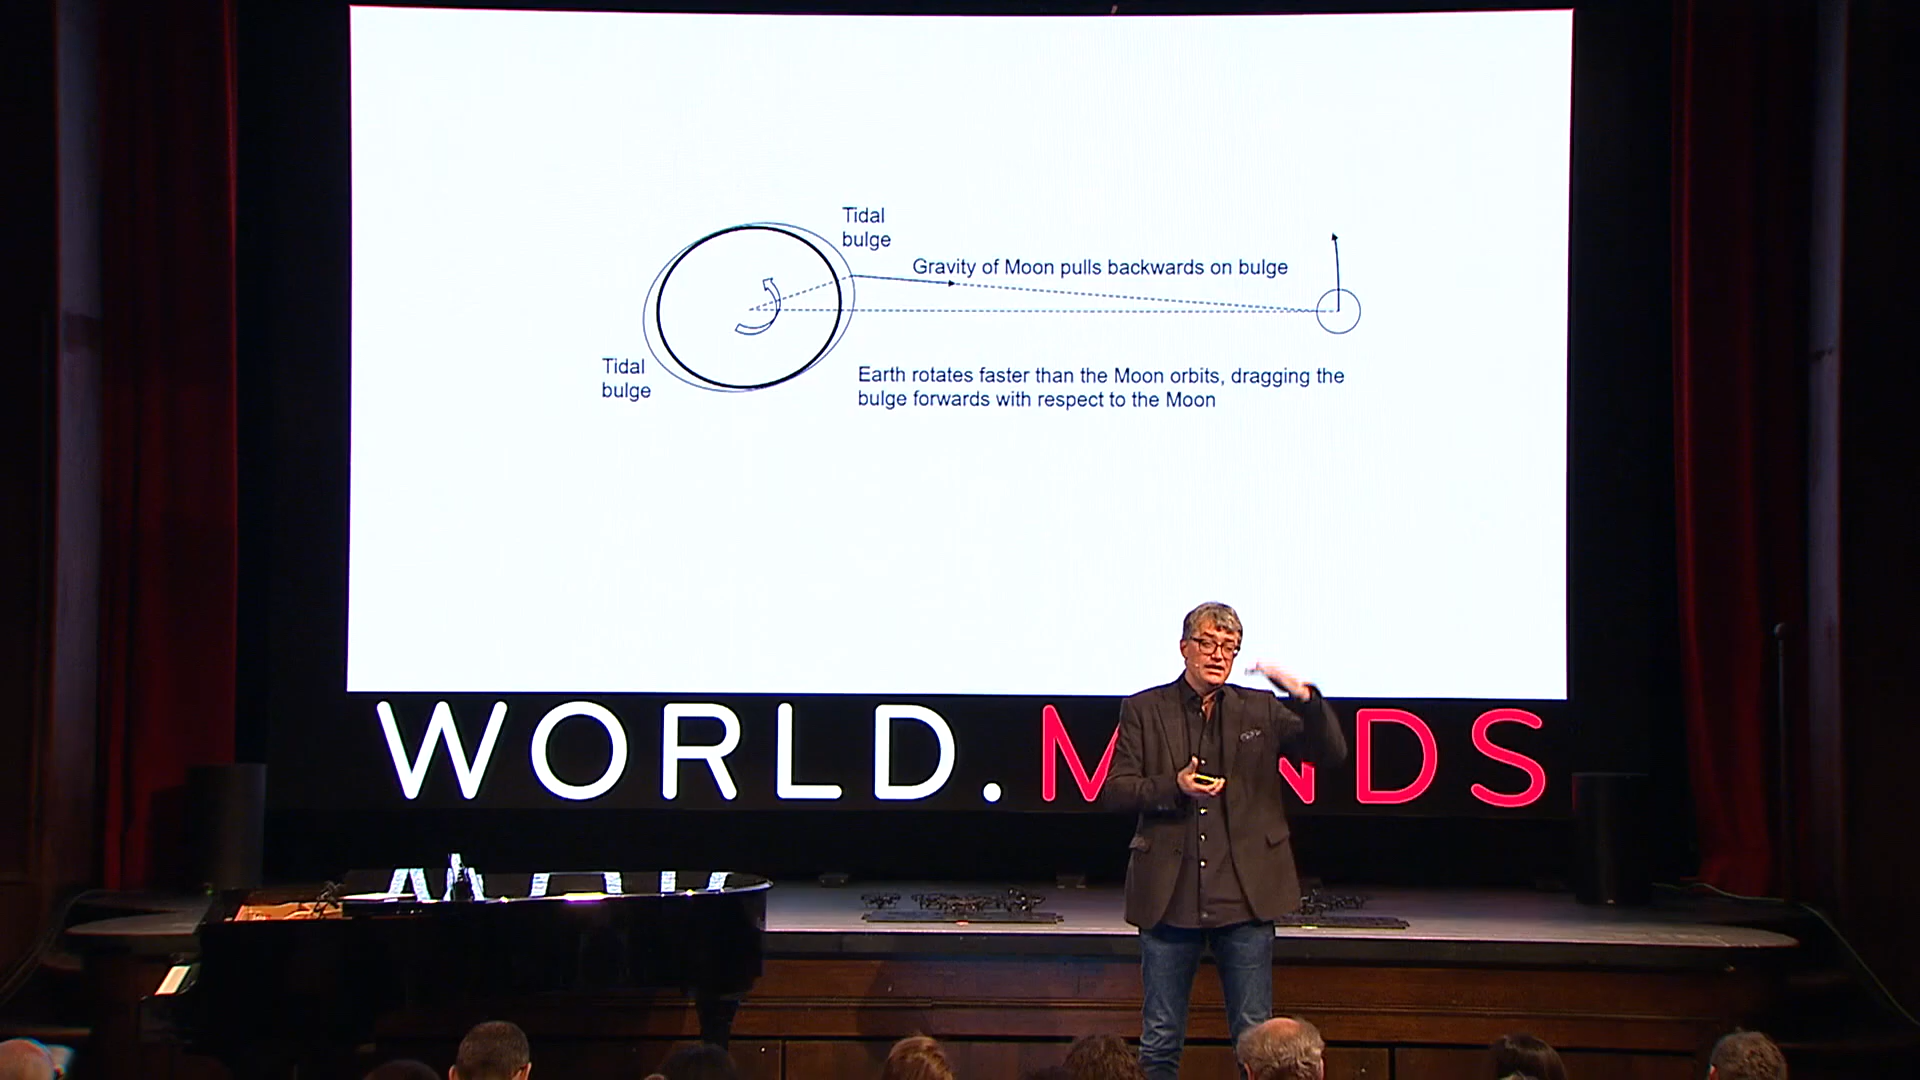 Tidal
bulge
Gravity of Moon pulls backwards on bulge
Tidal
bulge
Earth rotates faster than the Moon orbits, dragging the
bulge forwards with respect to the Moon
WORLD.MINDS